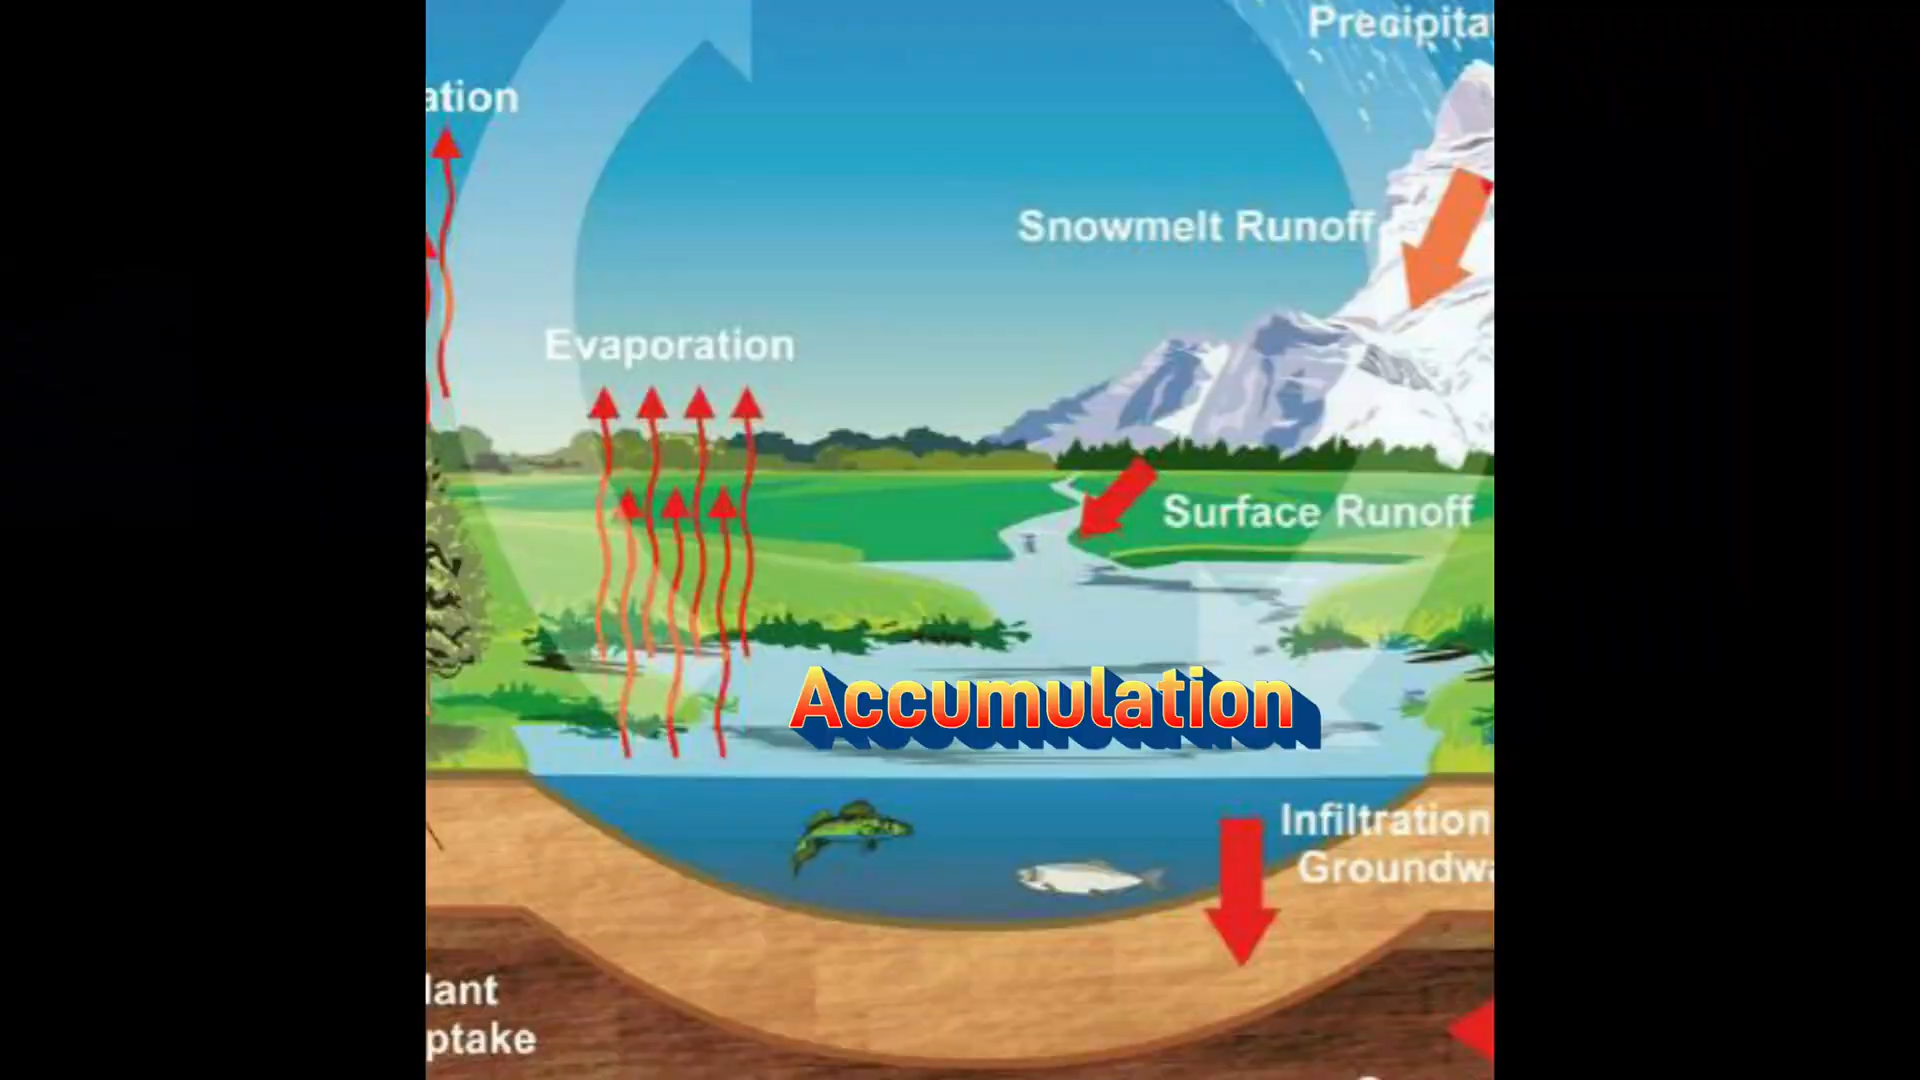 Precipita
ation
Snowmelt Runoff
Evaporation
Surface Runoff
Accumulation
Infiltration
Groundwa
lant
ptake